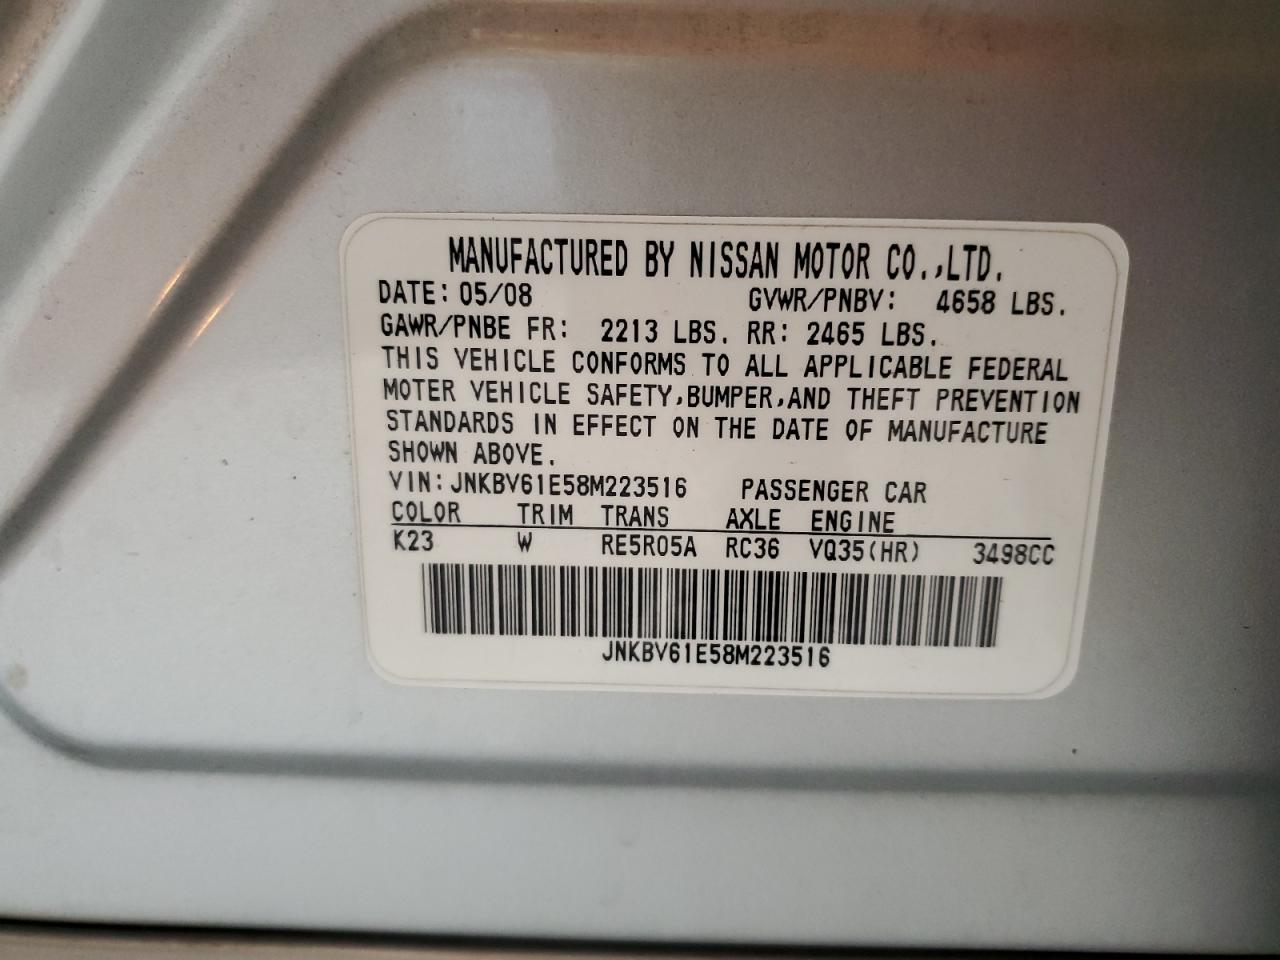 MANUFACTURED BY NISSAN MOTOR CO.,LTD.
DATE: 05/08 GVWR/PNBV: 4658 LBS.
GAWR/PNBE FR: 2213 LBS. RR: 2465 LBS.
THIS VEHICLE CONFORMS TO ALL APPLICABLE FEDERAL
MOTER VEHICLE SAFETY,BUMPER,AND THEFT PREVENTION
STANDARDS IN EFFECT ON THE DATE OF MANUFACTURE
SHOWN ABOVE.
VIN: JNKBV61E58M223516 PASSENGER CAR
COLOR TRIM TRANS AXLE ENGINE
K23 W RE5R05A RC36 VQ35(HR) 3498CC
JNKBV61E58M223516